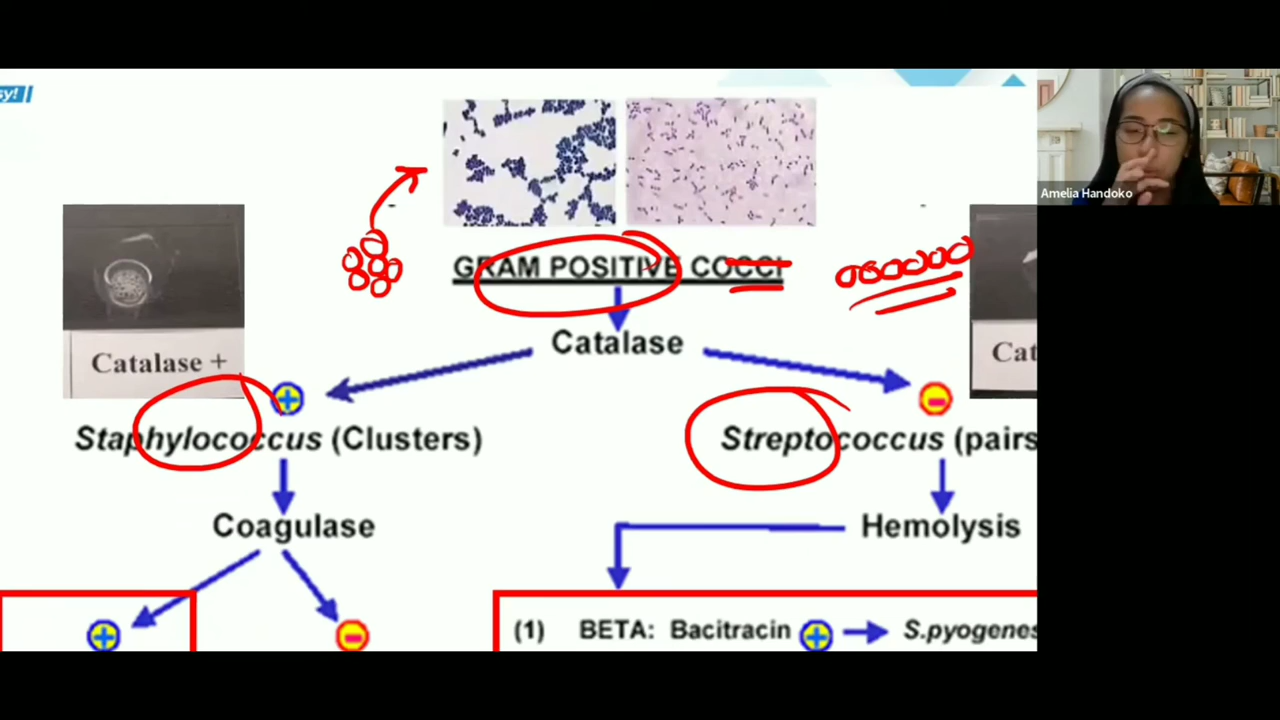 sy!
Amelia Handoko
GRAM POSITIVE COCCI
Catalase
Catalase +
Cat
Staphylococcus (Clusters)
Streptococcus (pairs
Coagulase
Hemolysis
(1) BETA: Bacitracin + S.pyogenes